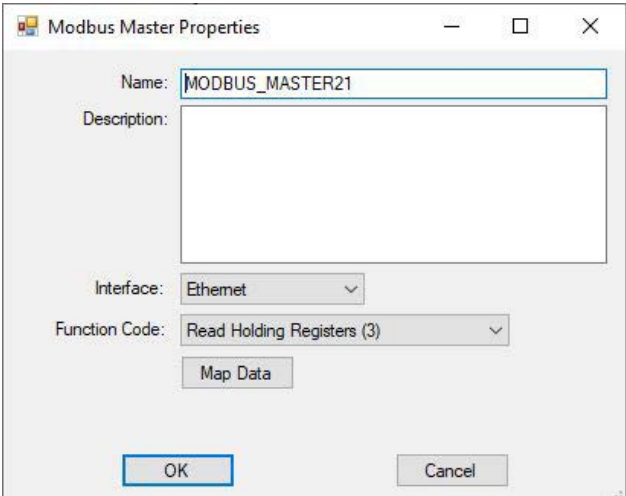 Modbus Master Properties
Name: MODBUS_MASTER21
Description:
Interface: Ethernet
Function Code: Read Holding Registers (3)
Map Data
OK Cancel